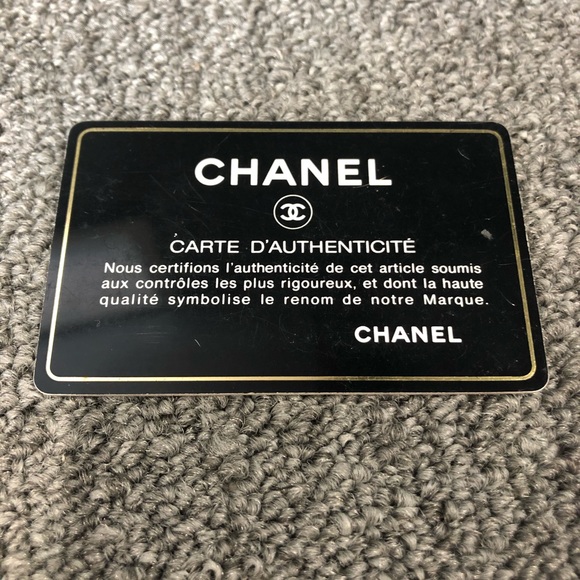 CHANEL
CARTE D'AUTHENTICITÉ
Nous certifions l'authenticité de cet article soumis
aux contrôles les plus rigoureux, et dont la haute
qualité symbolise le renom de notre Marque.
CHANEL